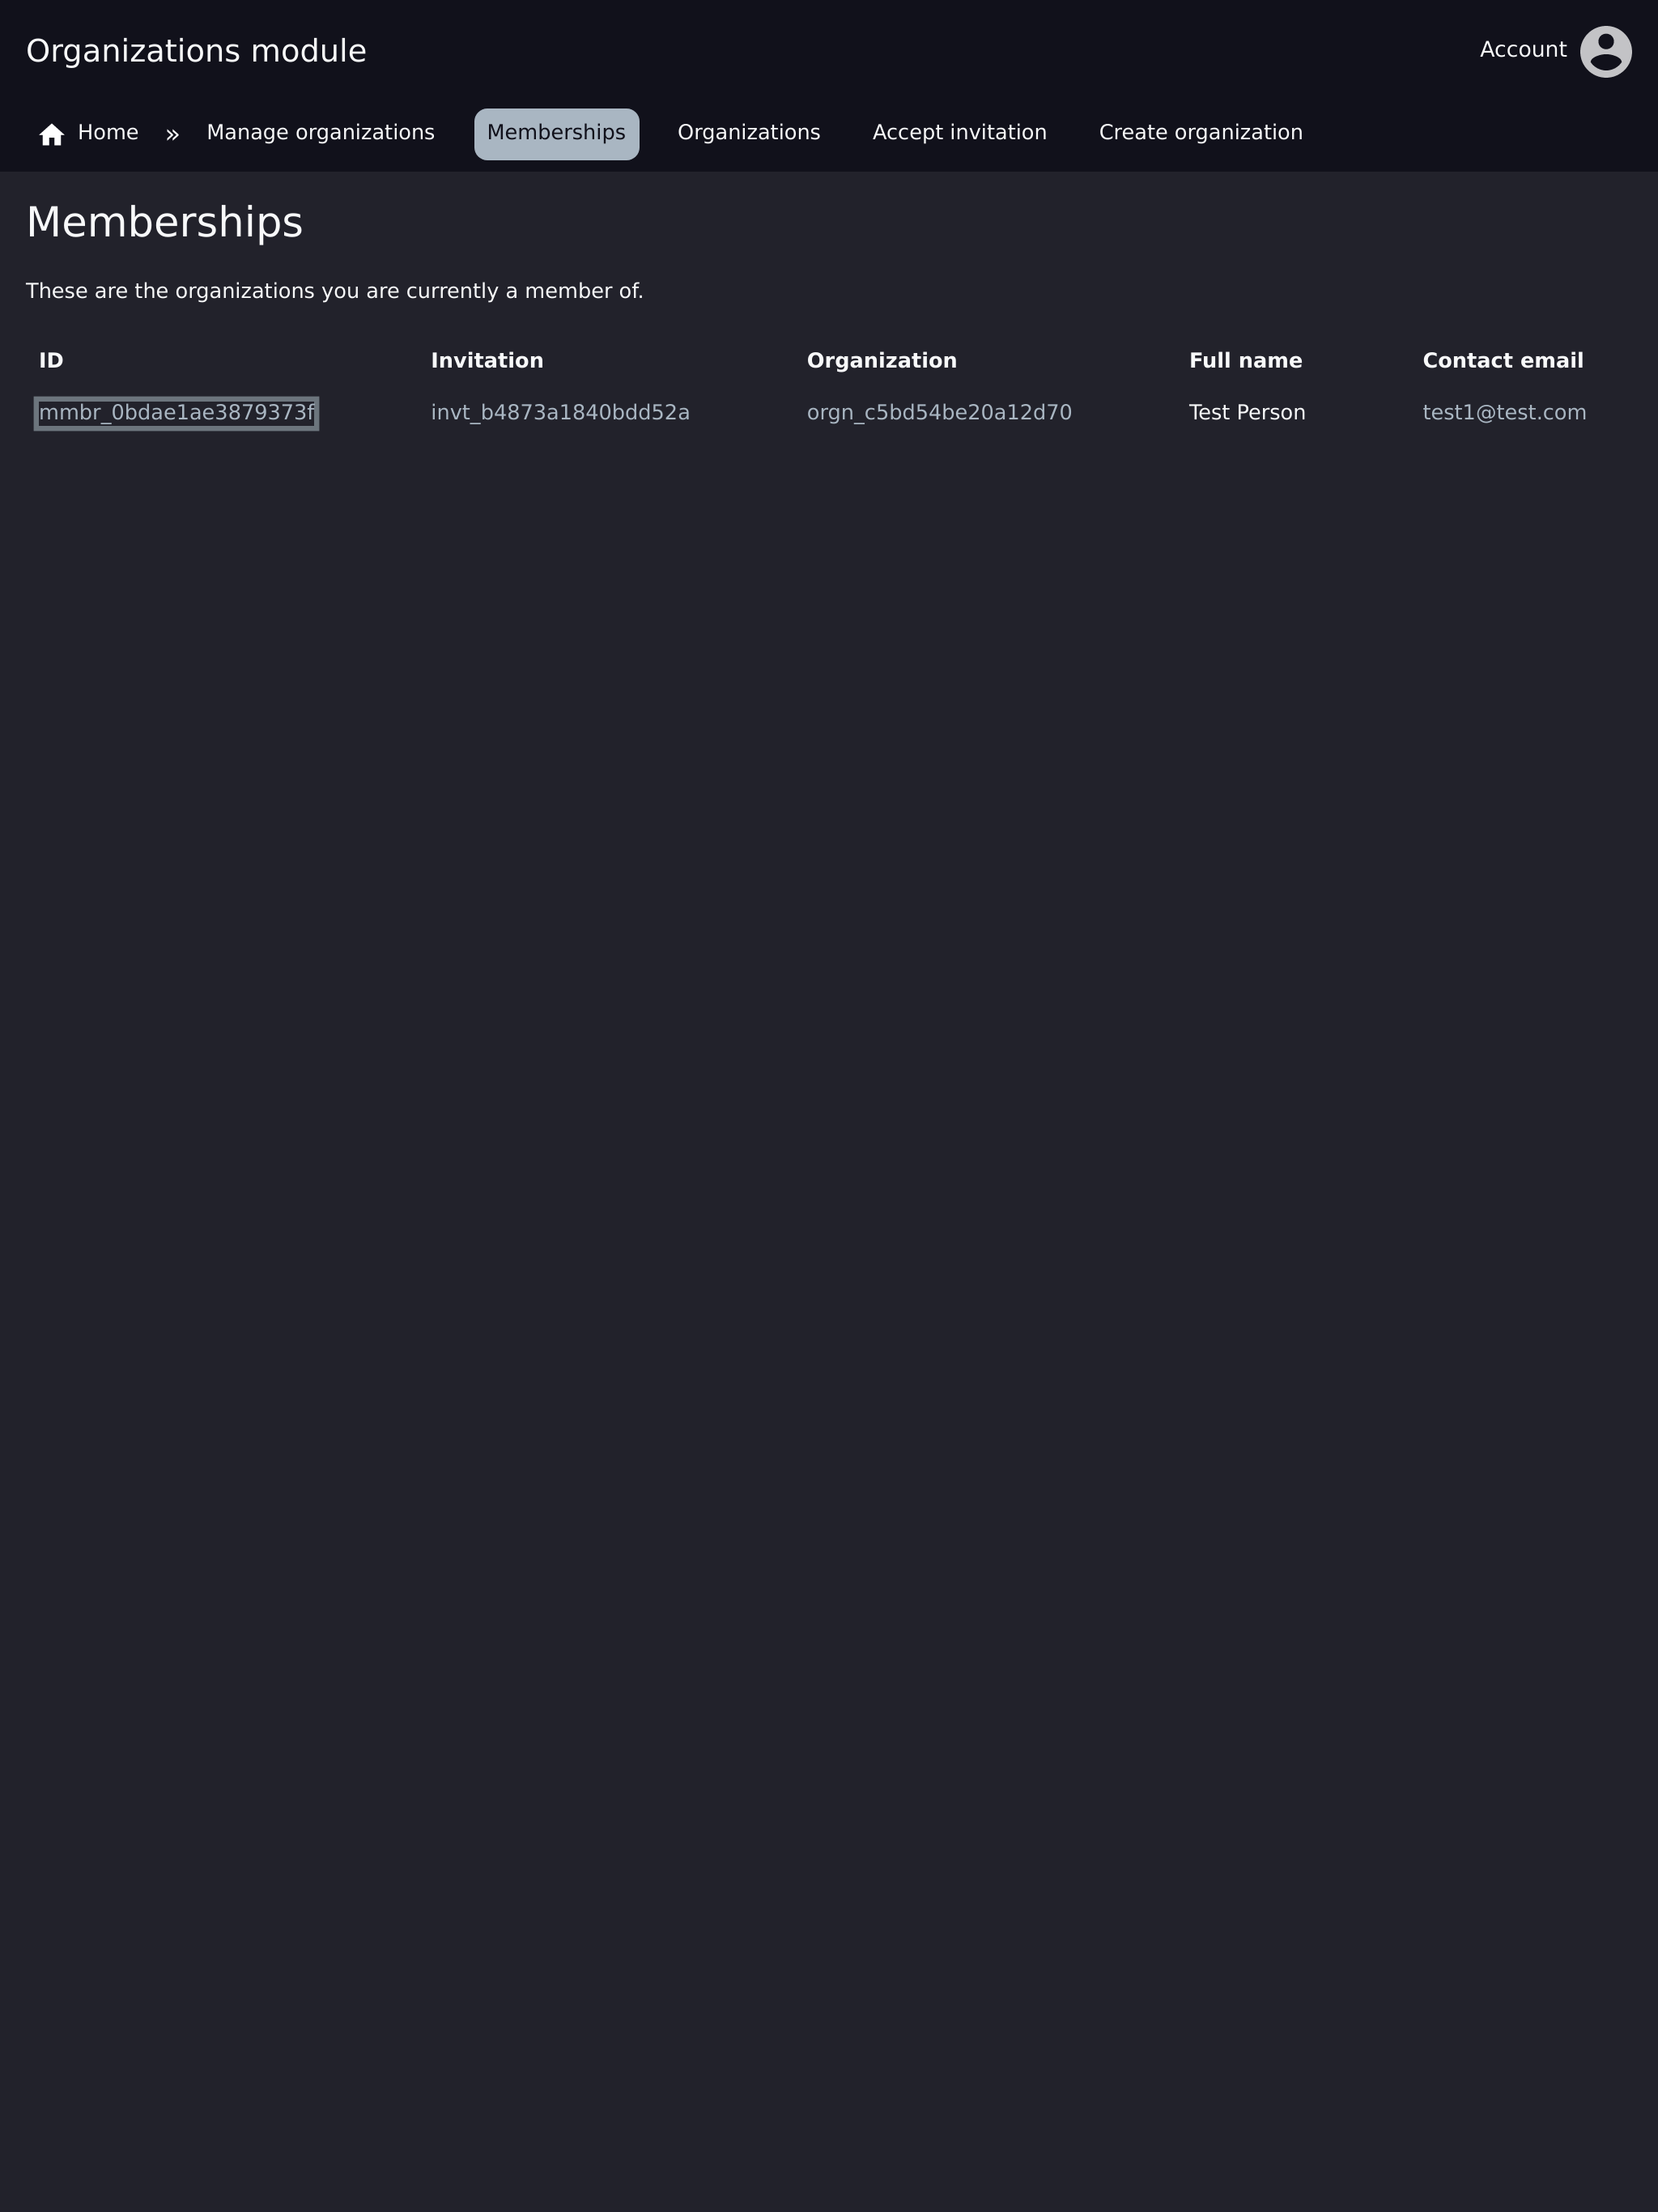 Organizations module
Account
Home » Manage organizations Memberships Organizations Accept invitation Create organization
Memberships
These are the organizations you are currently a member of.
ID Invitation Organization Full name Contact email
mmbr_0bdae1ae3879373f invt_b4873a1840bdd52a orgn_c5bd54be20a12d70 Test Person test1@test.com